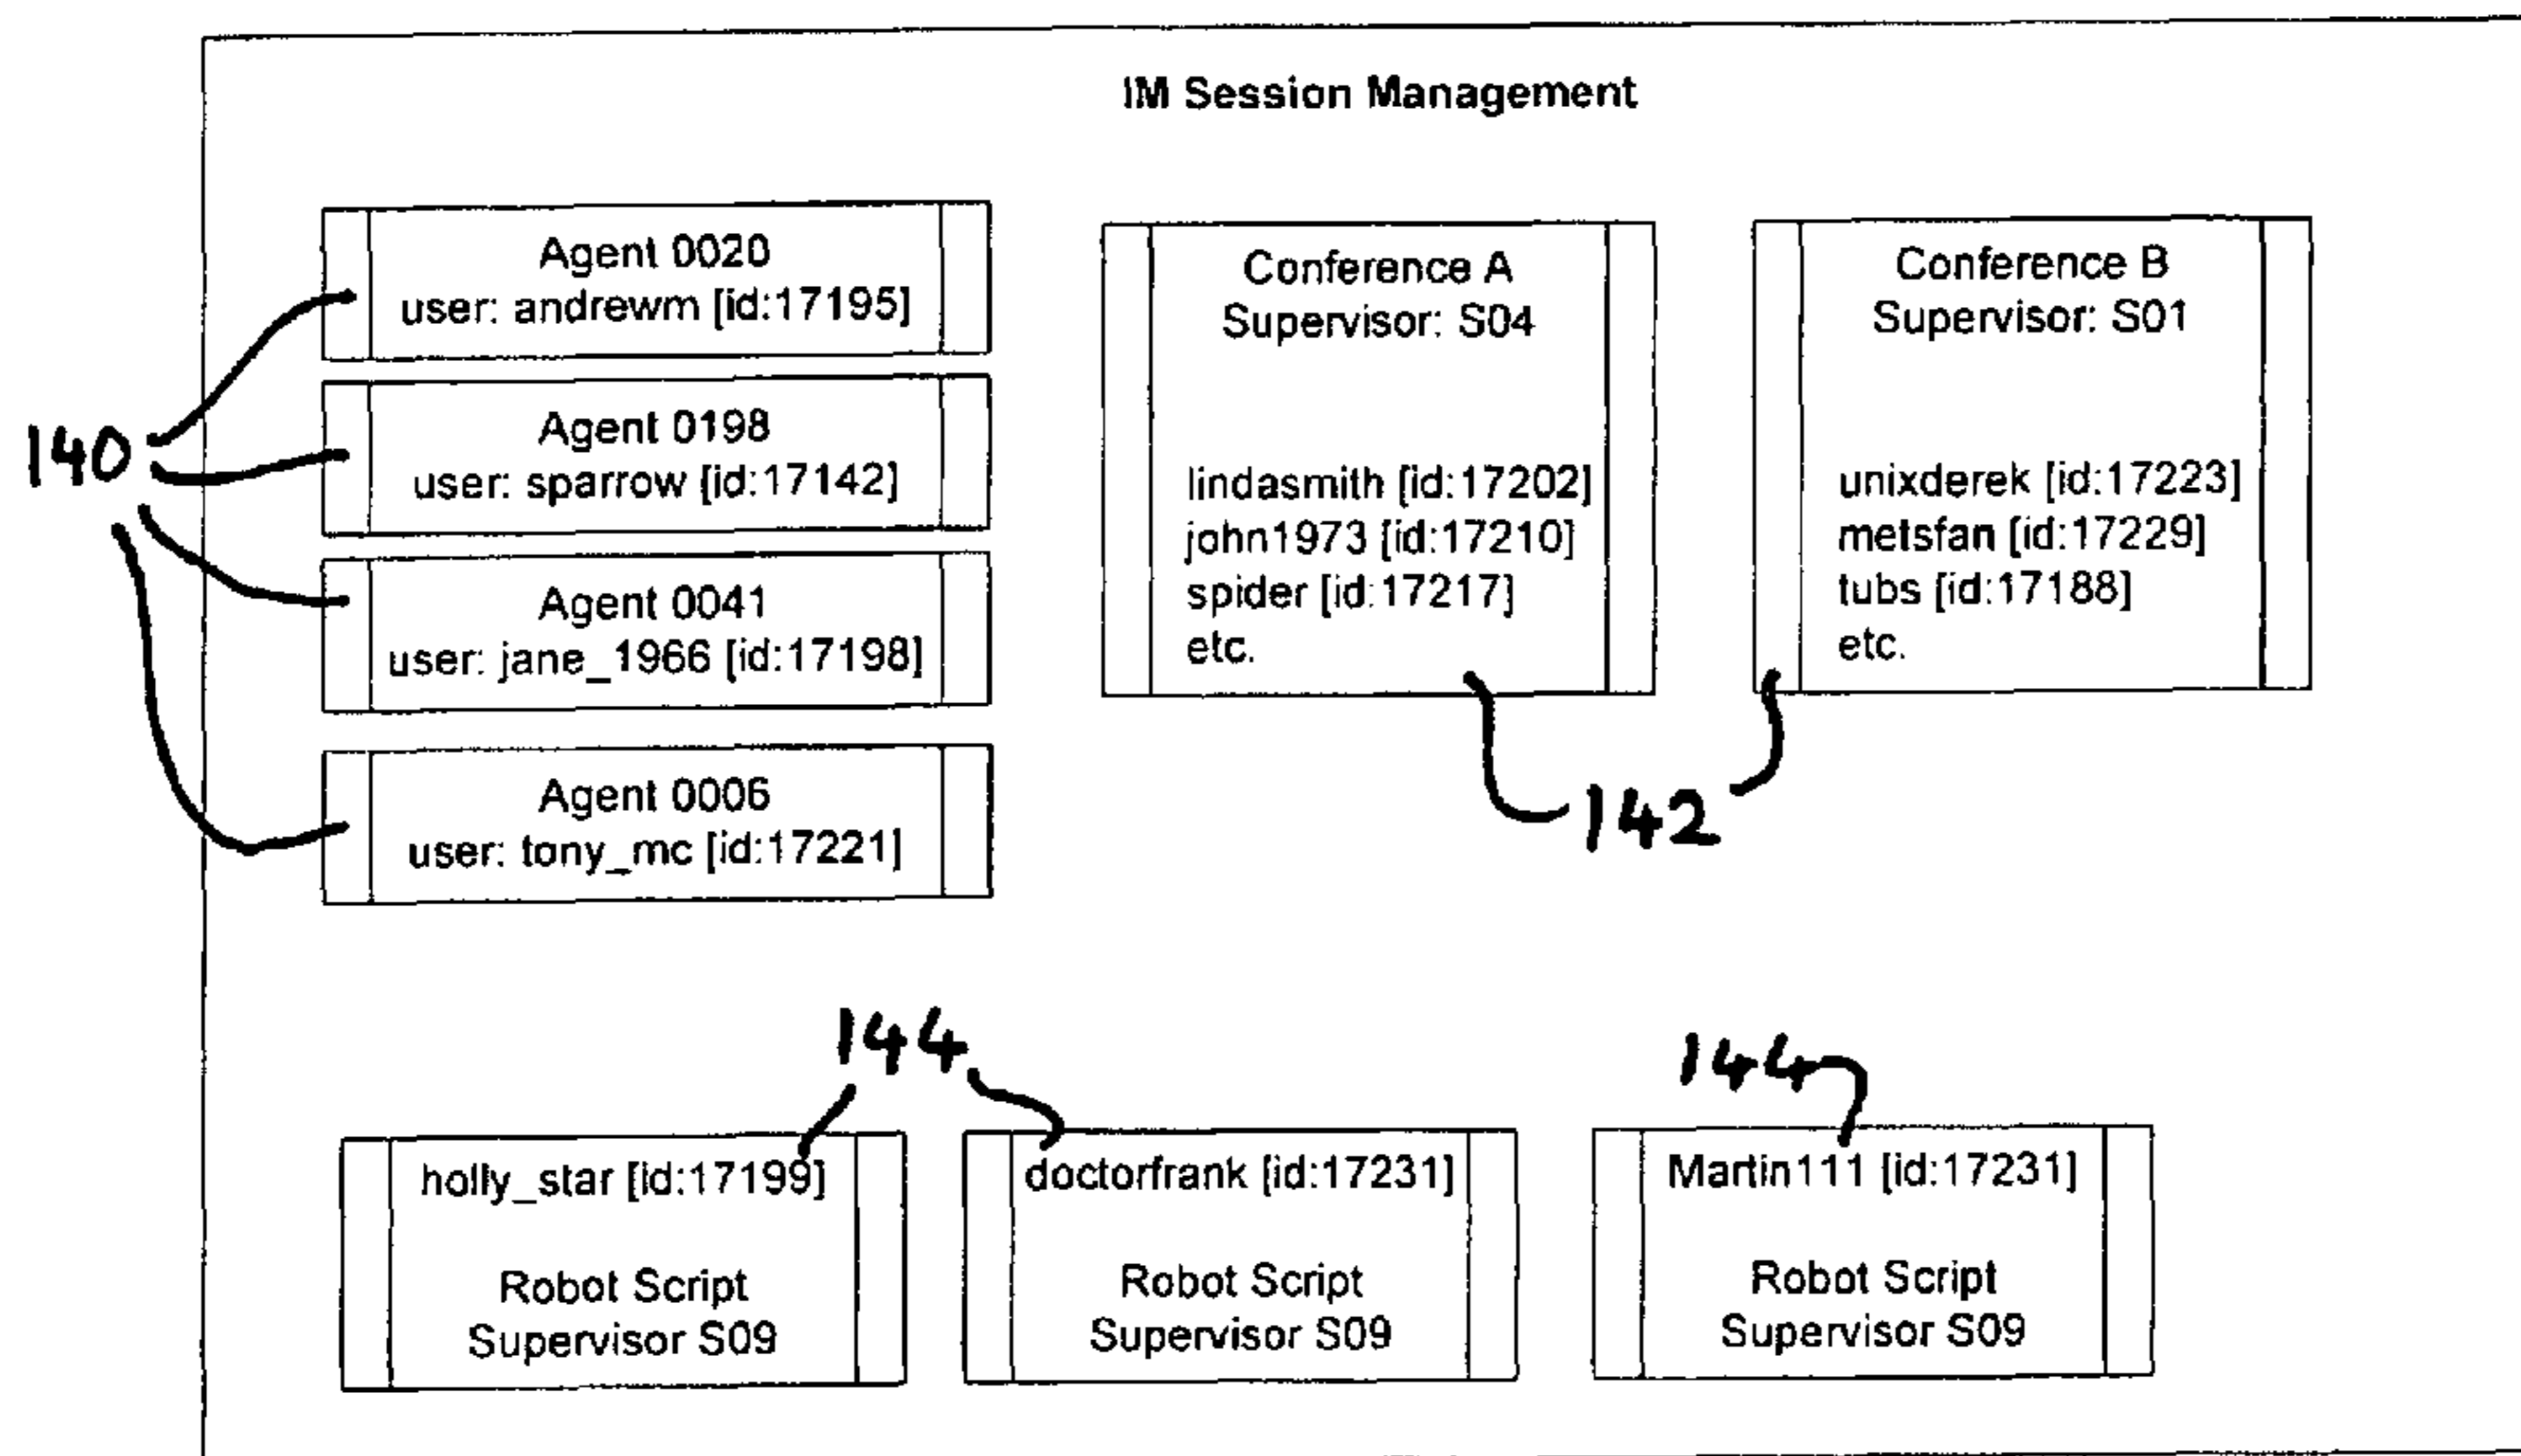 IM Session Management
Agent 0020
user: andrewm [id:17195]
Agent 0198
user: sparrow [id:17142]
Agent 0041
user: jane_1966 [id:17198]
Agent 0006
user: tony_mc [id:17221]
140
Conference A
Supervisor: S04
lindasmith [id:17202]
john1973 [id:17210]
spider [id:17217]
etc.
Conference B
Supervisor: S01
unixderek [id:17223]
metsfan [id:17229]
tubs [id:17188]
etc.
142
144
144
holly_star [id:17199]
Robot Script
Supervisor S09
doctorfrank [id:17231]
Robot Script
Supervisor S09
Martin111 [id:17231]
Robot Script
Supervisor S09